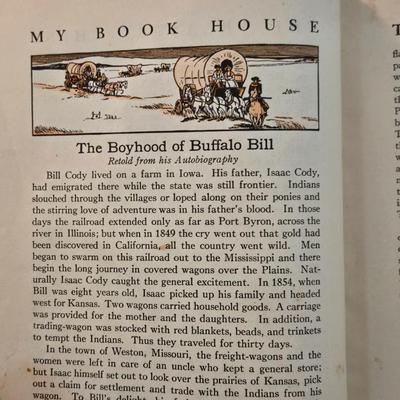 MY BOOK HOUSE
The Boyhood of Buffalo Bill
Retold from his Autobiography
Bill Cody lived on a farm in Iowa. His father, Isaac Cody,
had emigrated there while the state was still frontier. Indians
slouched through the villages or loped along on their ponies and
the stirring love of adventure was in his father's blood. In those
days the railroad extended only as far as Port Byron, across the
river in Illinois; but when in 1849 the cry went out that gold had
been discovered in California, all the country went wild. Men
began to swarm on this railroad out to the Mississippi and there
begin the long journey in covered wagons over the Plains. Nat-
urally Isaac Cody caught the general excitement. In 1854, when
Bill was eight years old, Isaac picked up his family and headed
west for Kansas. Two wagons carried household goods. A carriage
was provided for the mother and the daughters. In addition, a
trading-wagon was stocked with red blankets, beads, and trinkets
to tempt the Indians. Thus they traveled for thirty days.
In the town of Weston, Missouri, the freight-wagons and the
women were left in care of an uncle who kept a general store;
but Isaac himself set out to look over the prairies of Kansas, pick
out a claim for settlement and trade with the Indians from his
wagon. To Bill's delight, his